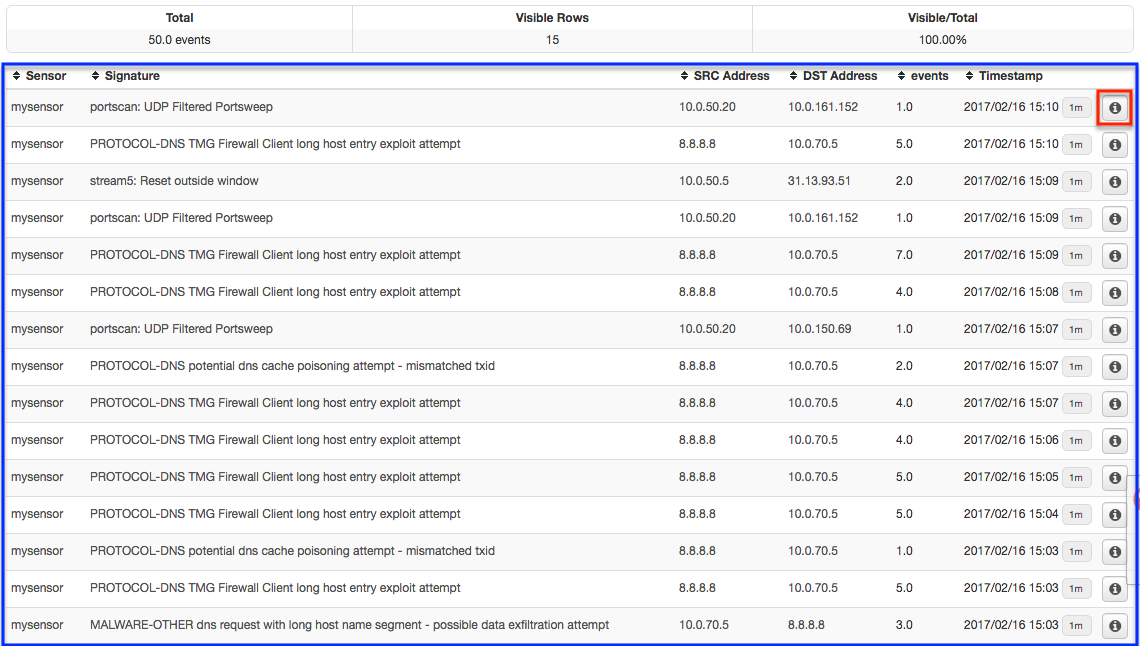 Total Visible Rows Visible/Total
50.0 events 15 100.00%
Sensor Signature SRC Address DST Address events Timestamp
mysensor portscan: UDP Filtered Portsweep 10.0.50.20 10.0.161.152 1.0 2017/02/16 15:10 1m
mysensor PROTOCOL-DNS TMG Firewall Client long host entry exploit attempt 8.8.8.8 10.0.70.5 5.0 2017/02/16 15:10 1m
mysensor stream5: Reset outside window 10.0.50.5 31.13.93.51 2.0 2017/02/16 15:09 1m
mysensor portscan: UDP Filtered Portsweep 10.0.50.20 10.0.161.152 1.0 2017/02/16 15:09 1m
mysensor PROTOCOL-DNS TMG Firewall Client long host entry exploit attempt 8.8.8.8 10.0.70.5 7.0 2017/02/16 15:09 1m
mysensor PROTOCOL-DNS TMG Firewall Client long host entry exploit attempt 8.8.8.8 10.0.70.5 4.0 2017/02/16 15:08 1m
mysensor portscan: UDP Filtered Portsweep 10.0.50.20 10.0.150.69 1.0 2017/02/16 15:07 1m
mysensor PROTOCOL-DNS potential dns cache poisoning attempt - mismatched txid 8.8.8.8 10.0.70.5 2.0 2017/02/16 15:07 1m
mysensor PROTOCOL-DNS TMG Firewall Client long host entry exploit attempt 8.8.8.8 10.0.70.5 4.0 2017/02/16 15:07 1m
mysensor PROTOCOL-DNS TMG Firewall Client long host entry exploit attempt 8.8.8.8 10.0.70.5 4.0 2017/02/16 15:06 1m
mysensor PROTOCOL-DNS TMG Firewall Client long host entry exploit attempt 8.8.8.8 10.0.70.5 5.0 2017/02/16 15:05 1m
mysensor PROTOCOL-DNS TMG Firewall Client long host entry exploit attempt 8.8.8.8 10.0.70.5 5.0 2017/02/16 15:04 1m
mysensor PROTOCOL-DNS potential dns cache poisoning attempt - mismatched txid 8.8.8.8 10.0.70.5 1.0 2017/02/16 15:03 1m
mysensor PROTOCOL-DNS TMG Firewall Client long host entry exploit attempt 8.8.8.8 10.0.70.5 5.0 2017/02/16 15:03 1m
mysensor MALWARE-OTHER dns request with long host name segment - possible data exfiltration attempt 10.0.70.5 8.8.8.8 3.0 2017/02/16 15:03 1m